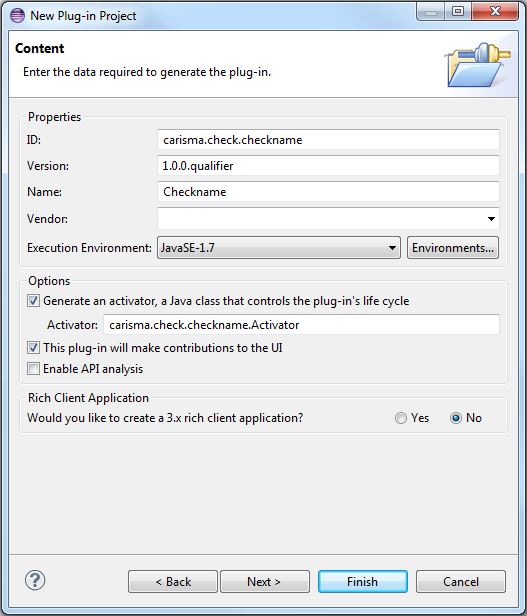 New Plug-in Project
Content
Enter the data required to generate the plug-in.
Properties
ID: carisma.check.checkname
Version: 1.0.0.qualifier
Name: Checkname
Vendor:
Execution Environment: JavaSE-1.7 Environments...
Options
Generate an activator, a Java class that controls the plug-in's life cycle
Activator: carisma.check.checkname.Activator
This plug-in will make contributions to the UI
Enable API analysis
Rich Client Application
Would you like to create a 3.x rich client application? Yes No
? < Back Next > Finish Cancel